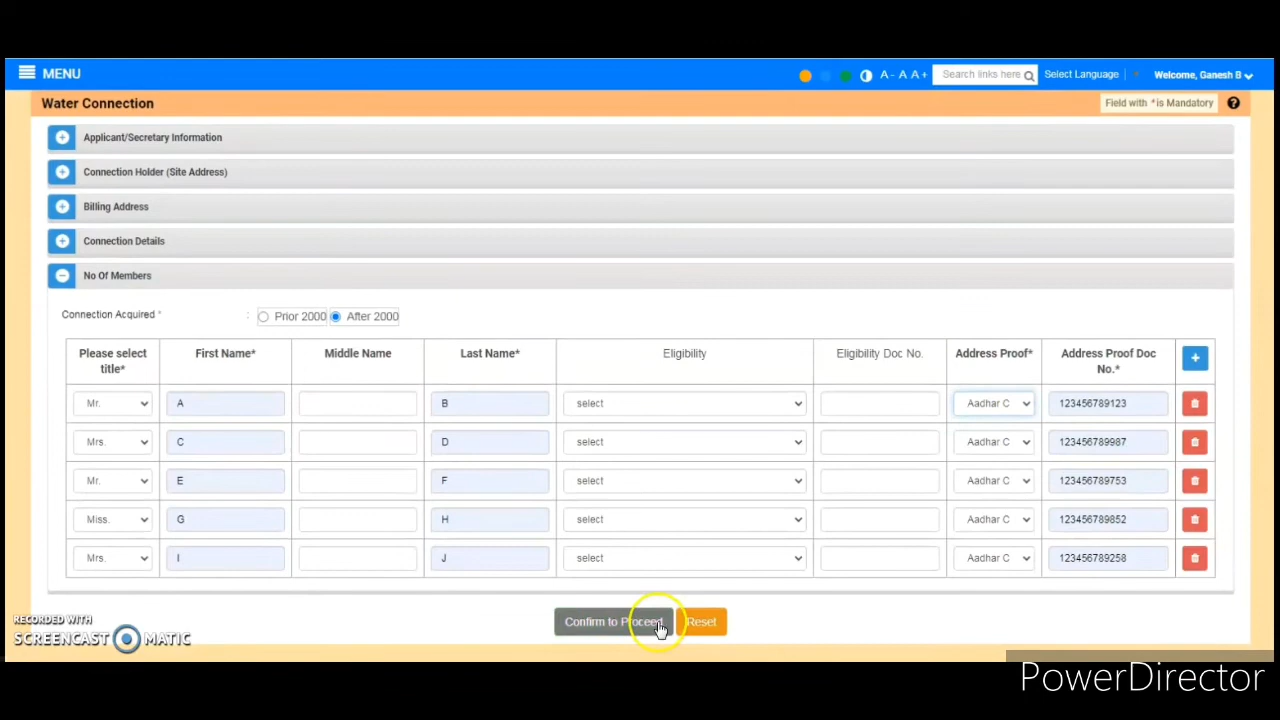 MENU
A- A A+ Search links here Select Language Welcome, Ganesh B
Water Connection
Field with * is Mandatory ?
Applicant/Secretary Information
Connection Holder (Site Address)
Billing Address
Connection Details
No Of Members
Connection Acquired * : Prior 2000 After 2000
Please select title* First Name* Middle Name Last Name* Eligibility Eligibility Doc No. Address Proof* Address Proof Doc No.* +
Mr. A B select Aadhar C 123456789123
Mrs. C D select Aadhar C 123456789987
Mr. E F select Aadhar C 123456789753
Miss. G H select Aadhar C 123456789852
Mrs. I J select Aadhar C 123456789258
Confirm to Proceed Reset
RECORDED WITH
SCREENCAST MATIC
PowerDirector